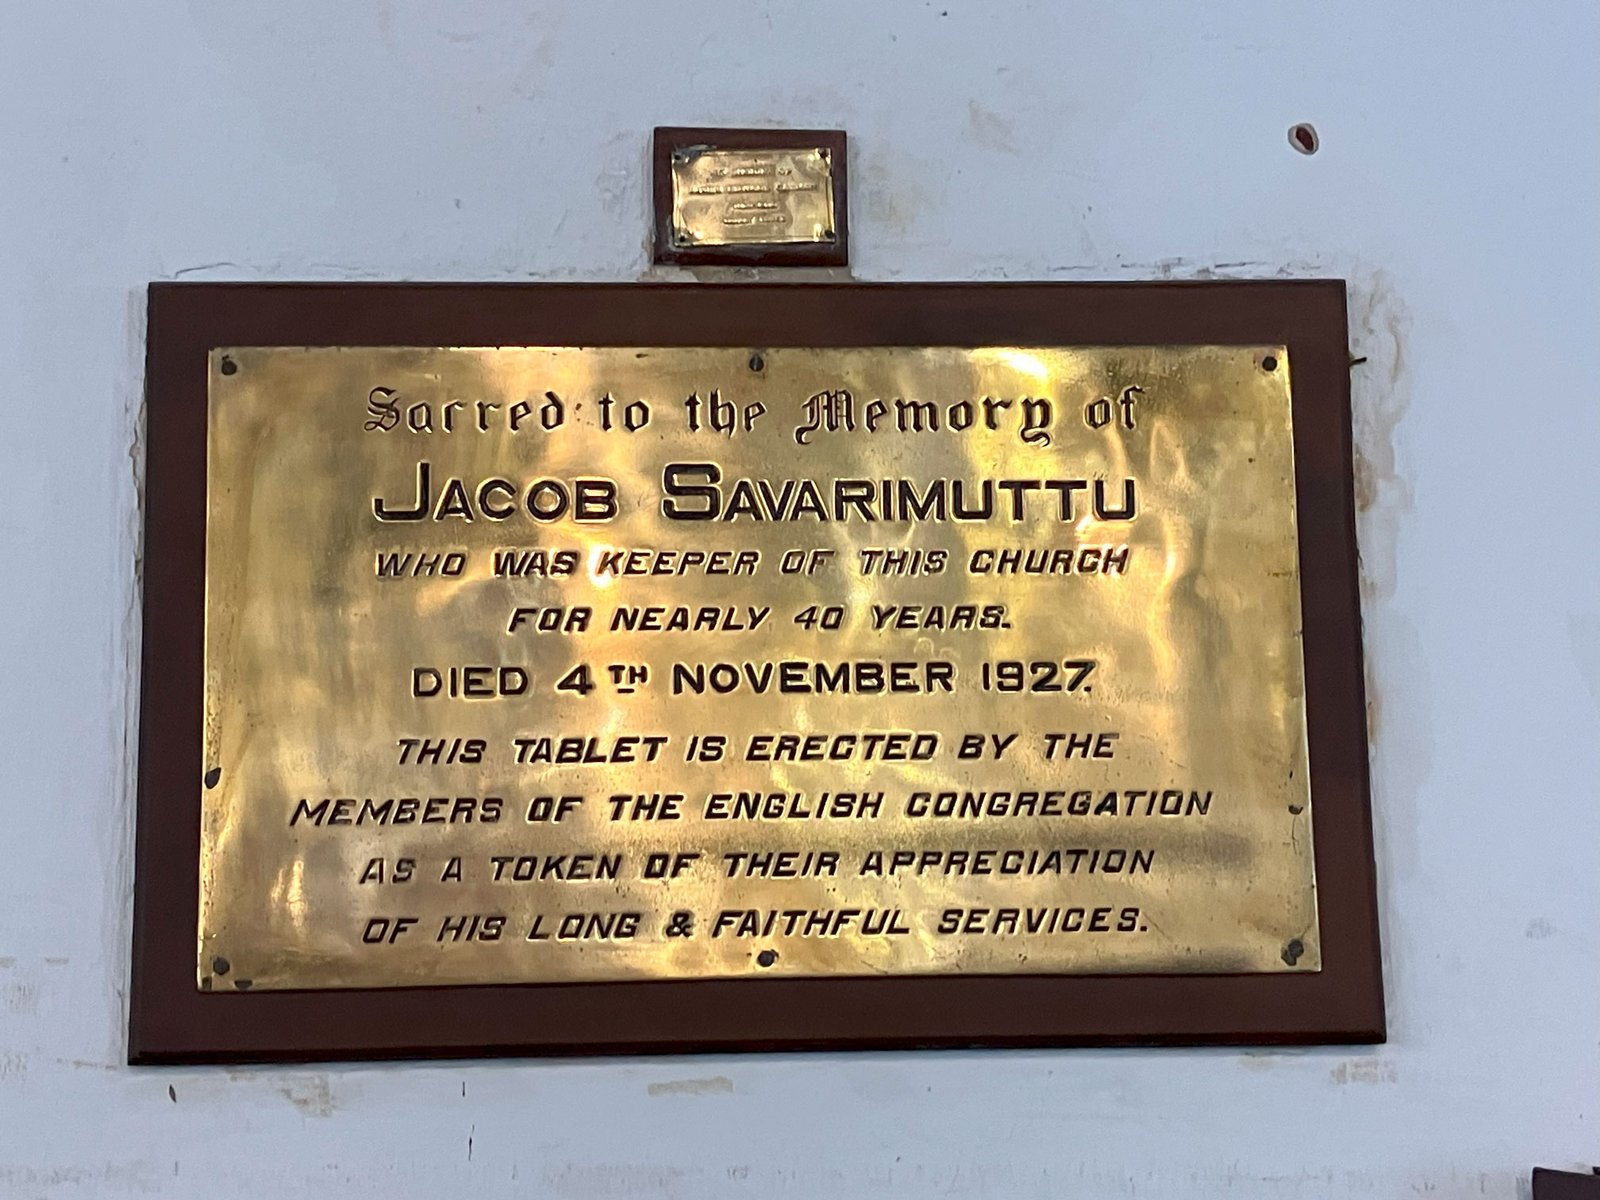 Sacred to the Memory of
JACOB SAVARIMUTTU
WHO WAS KEEPER OF THIS CHURCH
FOR NEARLY 40 YEARS.
DIED 4TH NOVEMBER 1927.
THIS TABLET IS ERECTED BY THE
MEMBERS OF THE ENGLISH CONGREGATION
AS A TOKEN OF THEIR APPRECIATION
OF HIS LONG & FAITHFUL SERVICES.